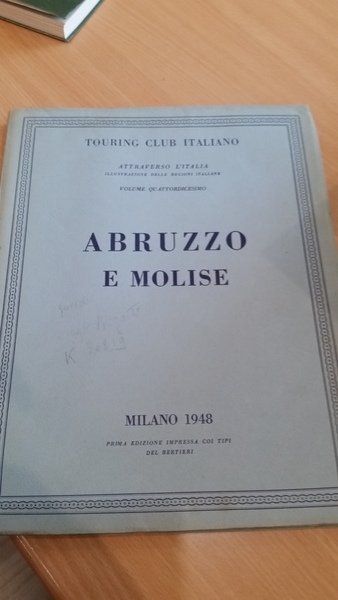 TOURING CLUB ITALIANO
ATTRAVERSO L'ITALIA
ILLUSTRAZIONE DELLE REGIONI ITALIANE
VOLUME QUATTORDICESIMO
ABRUZZO
E MOLISE
MILANO 1948
PRIMA EDIZIONE IMPRESSA COI TIPI
DEL BERTIERI